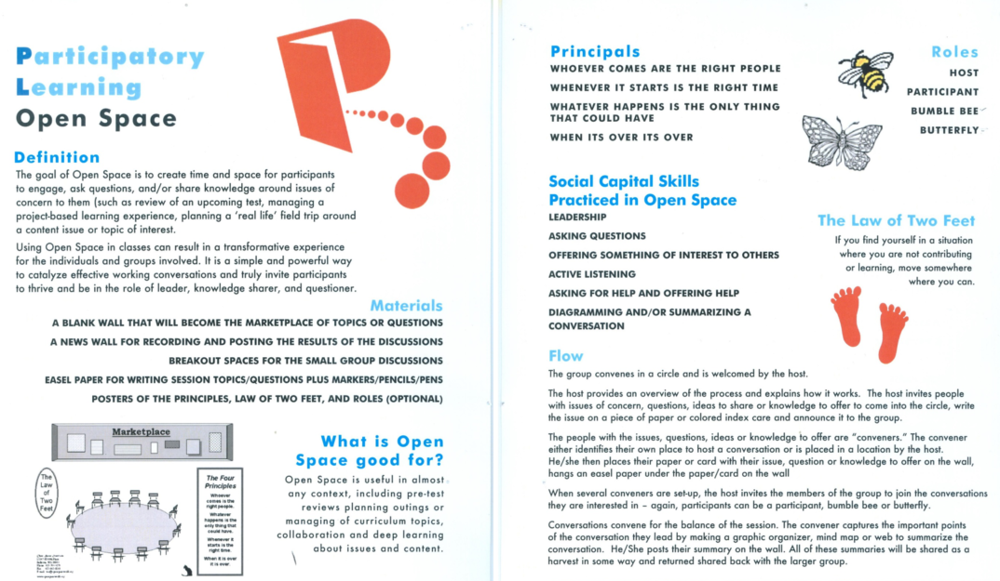 Participatory
Learning
Open Space
Definition
The goal of Open Space is to create time and space for participants
to engage, ask questions, and/or share knowledge around issues of
concern to them (such as review of an upcoming test, managing a
project-based learning experience, planning a ‘real life’ field trip around
a content issue or topic of interest.
Using Open Space in classes can result in a transformative experience
for the individuals and groups involved. It is a simple and powerful way
to catalyze effective working conversations and truly invite participants
to thrive and be in the role of leader, knowledge sharer, and questioner.
Materials
A BLANK WALL THAT WILL BECOME THE MARKETPLACE OF TOPICS OR QUESTIONS
A NEWS WALL FOR RECORDING AND POSTING THE RESULTS OF THE DISCUSSIONS
BREAKOUT SPACES FOR THE SMALL GROUP DISCUSSIONS
EASEL PAPER FOR WRITING SESSION TOPICS/QUESTIONS PLUS MARKERS/PENCILS/PENS
POSTERS OF THE PRINCIPLES, LAW OF TWO FEET, AND ROLES (OPTIONAL)
Marketplace
The
Law
of
Two
Feet
The Four
Principles
Whoever
comes is the
right people.
Whatever
happens is the
only thing that
could have.
Whenever it
starts is the
right time.
When it is over
it is over.
What is Open
Space good for?
Open Space is useful in almost
any context, including pre-test
reviews planning outings or
managing of curriculum topics,
collaboration and deep learning
about issues and content.
Principals
WHOEVER COMES ARE THE RIGHT PEOPLE
WHENEVER IT STARTS IS THE RIGHT TIME
WHATEVER HAPPENS IS THE ONLY THING
THAT COULD HAVE
WHEN ITS OVER ITS OVER
Roles
HOST
PARTICIPANT
BUMBLE BEE
BUTTERFLY
Social Capital Skills
Practiced in Open Space
LEADERSHIP
ASKING QUESTIONS
OFFERING SOMETHING OF INTEREST TO OTHERS
ACTIVE LISTENING
ASKING FOR HELP AND OFFERING HELP
DIAGRAMMING AND/OR SUMMARIZING A
CONVERSATION
The Law of Two Feet
If you find yourself in a situation
where you are not contributing
or learning, move somewhere
where you can.
Flow
The group convenes in a circle and is welcomed by the host.
The host provides an overview of the process and explains how it works. The host invites people
with issues of concern, questions, ideas to share or knowledge to offer to come into the circle, write
the issue on a piece of paper or colored index care and announce it to the group.
The people with the issues, questions, ideas or knowledge to offer are “conveners.” The convener
either identifies their own place to host a conversation or is placed in a location by the host.
He/she then places their paper or card with their issue, question or knowledge to offer on the wall,
hangs an easel paper under the paper/card on the wall
When several conveners are set-up, the host invites the members of the group to join the conversations
they are interested in – again, participants can be a participant, bumble bee or butterfly.
Conversations convene for the balance of the session. The convener captures the important points
of the conversation they lead by making a graphic organizer, mind map or web to summarize the
conversation. He/She posts their summary on the wall. All of these summaries will be shared as a
harvest in some way and returned shared back with the larger group.